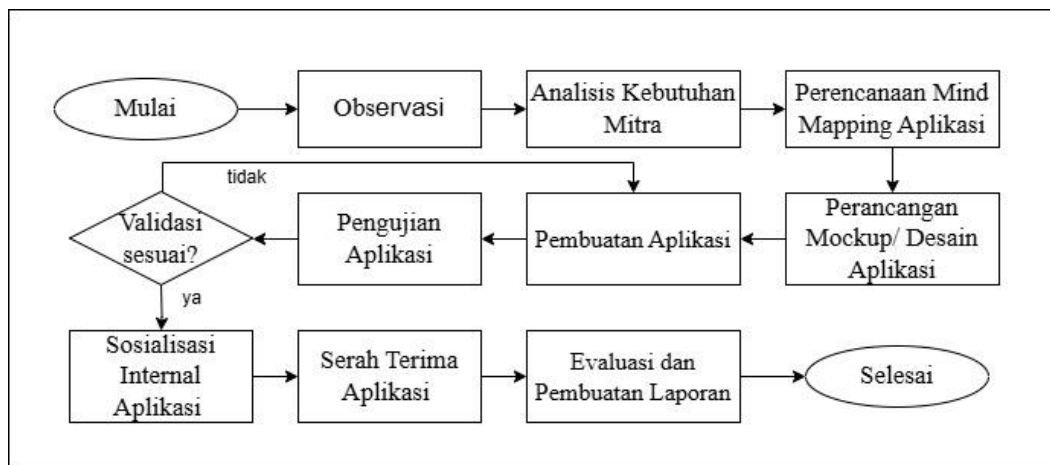 Mulai
Observasi
Analisis Kebutuhan
Mitra
Perencanaan Mind
Mapping Aplikasi
tidak
Validasi
sesuai?
Pengujian
Aplikasi
Pembuatan Aplikasi
Perancangan
Mockup/ Desain
Aplikasi
ya
Sosialisasi
Internal
Aplikasi
Serah Terima
Aplikasi
Evaluasi dan
Pembuatan Laporan
Selesai